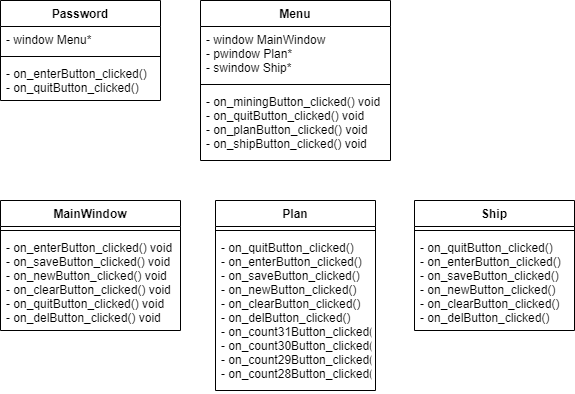 Password
- window Menu*
- on_enterButton_clicked()
- on_quitButton_clicked()
Menu
- window MainWindow
- pwindow Plan*
- swindow Ship*
- on_miningButton_clicked() void
- on_quitButton_clicked() void
- on_planButton_clicked() void
- on_shipButton_clicked() void
MainWindow
- on_enterButton_clicked() void
- on_saveButton_clicked() void
- on_newButton_clicked() void
- on_clearButton_clicked() void
- on_quitButton_clicked() void
- on_delButton_clicked() void
Plan
- on_quitButton_clicked()
- on_enterButton_clicked()
- on_saveButton_clicked()
- on_newButton_clicked()
- on_clearButton_clicked()
- on_delButton_clicked()
- on_count31Button_clicked(
- on_count30Button_clicked(
- on_count29Button_clicked(
- on_count28Button_clicked(
Ship
- on_quitButton_clicked()
- on_enterButton_clicked()
- on_saveButton_clicked()
- on_newButton_clicked()
- on_clearButton_clicked()
- on_delButton_clicked()